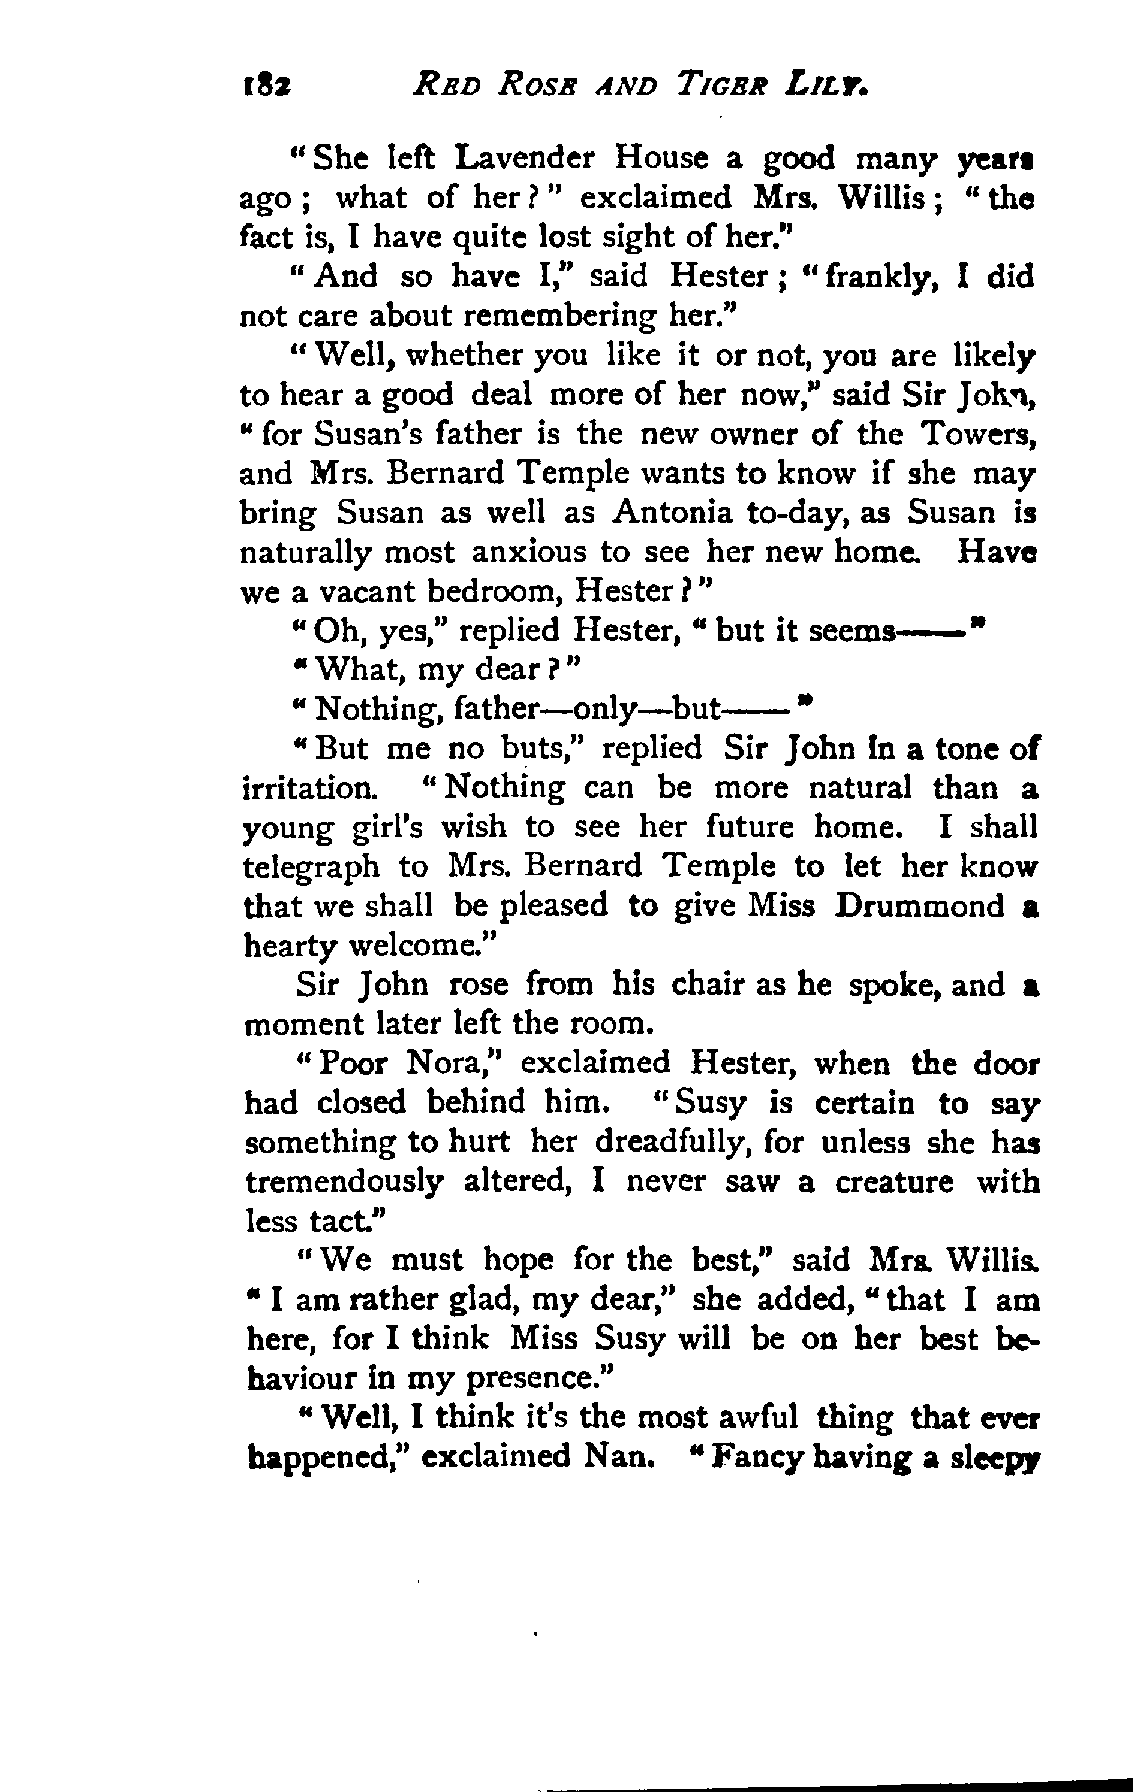 182 RED ROSE AND TIGER LILY.
"She left Lavender House a good many years
ago; what of her?" exclaimed Mrs. Willis; "the
fact is, I have quite lost sight of her."
"And so have I," said Hester; "frankly, I did
not care about remembering her."
"Well, whether you like it or not, you are likely
to hear a good deal more of her now," said Sir John,
"for Susan's father is the new owner of the Towers,
and Mrs. Bernard Temple wants to know if she may
bring Susan as well as Antonia to-day, as Susan is
naturally most anxious to see her new home. Have
we a vacant bedroom, Hester?"
"Oh, yes," replied Hester, "but it seems——"
"What, my dear?"
"Nothing, father—only—but——"
"But me no buts," replied Sir John in a tone of
irritation. "Nothing can be more natural than a
young girl's wish to see her future home. I shall
telegraph to Mrs. Bernard Temple to let her know
that we shall be pleased to give Miss Drummond a
hearty welcome."
Sir John rose from his chair as he spoke, and a
moment later left the room.
"Poor Nora," exclaimed Hester, when the door
had closed behind him. "Susy is certain to say
something to hurt her dreadfully, for unless she has
tremendously altered, I never saw a creature with
less tact."
"We must hope for the best," said Mrs. Willis.
"I am rather glad, my dear," she added, "that I am
here, for I think Miss Susy will be on her best be-
haviour in my presence."
"Well, I think it's the most awful thing that ever
happened," exclaimed Nan. "Fancy having a sleepy